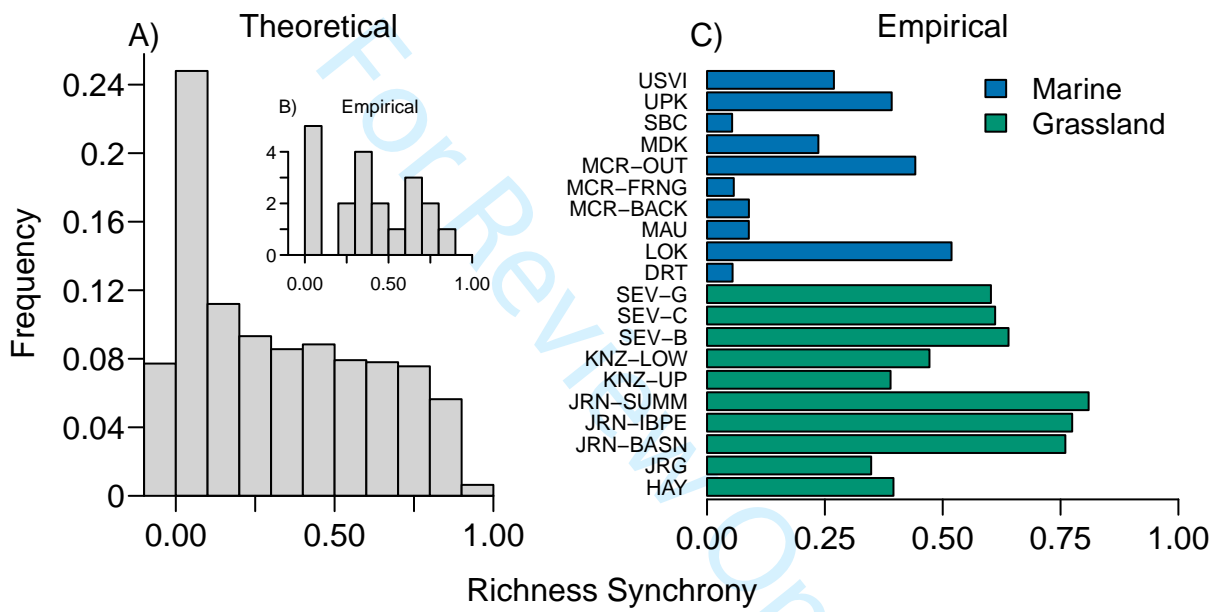 A) Theoretical
Frequency
0.24
0.2
0.16
0.12
0.08
0.04
0
0.00 0.50 1.00
B) Empirical
4
2
0
0.00 0.50 1.00
C) Empirical
USVI
UPK
SBC
MDK
MCR−OUT
MCR−FRNG
MCR−BACK
MAU
LOK
DRT
SEV−G
SEV−C
SEV−B
KNZ−LOW
KNZ−UP
JRN−SUMM
JRN−IBPE
JRN−BASN
JRG
HAY
Marine
Grassland
0.00 0.25 0.50 0.75 1.00
Richness Synchrony
For Review On